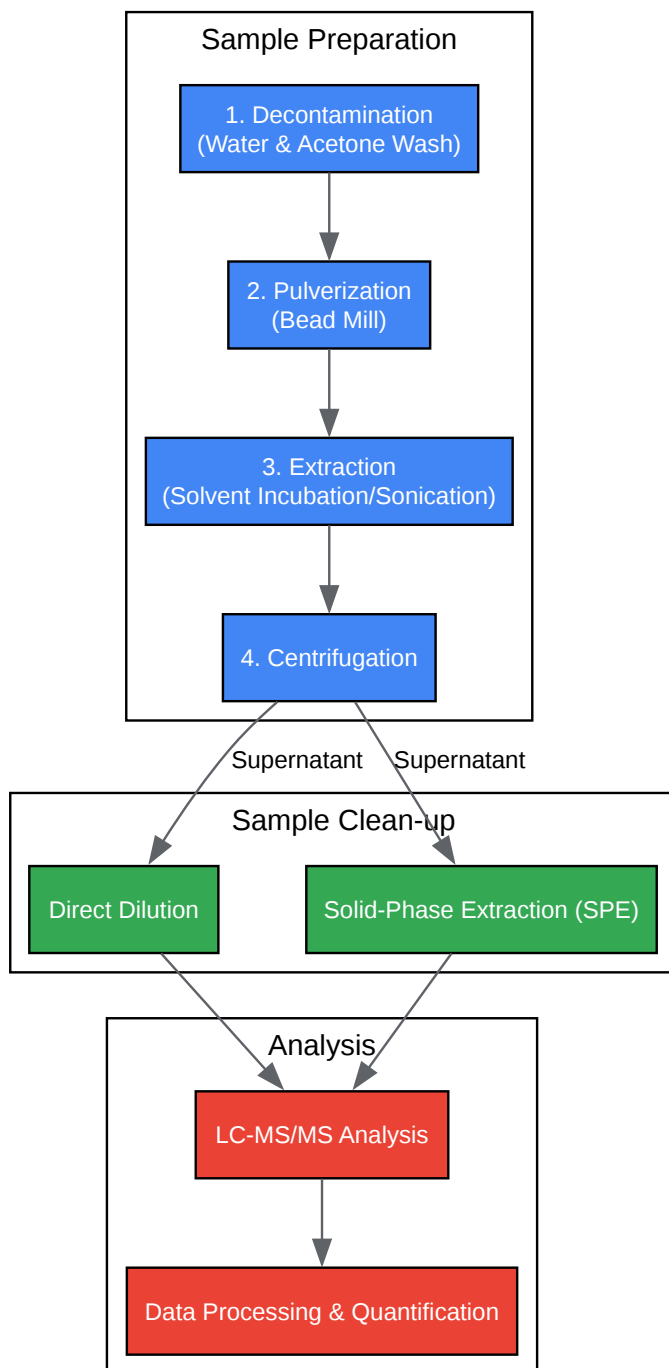 Sample Preparation
1. Decontamination
(Water & Acetone Wash)
2. Pulverization
(Bead Mill)
3. Extraction
(Solvent Incubation/Sonication)
4. Centrifugation
Supernatant
Supernatant
Sample Clean-up
Direct Dilution
Solid-Phase Extraction (SPE)
Analysis
LC-MS/MS Analysis
Data Processing & Quantification